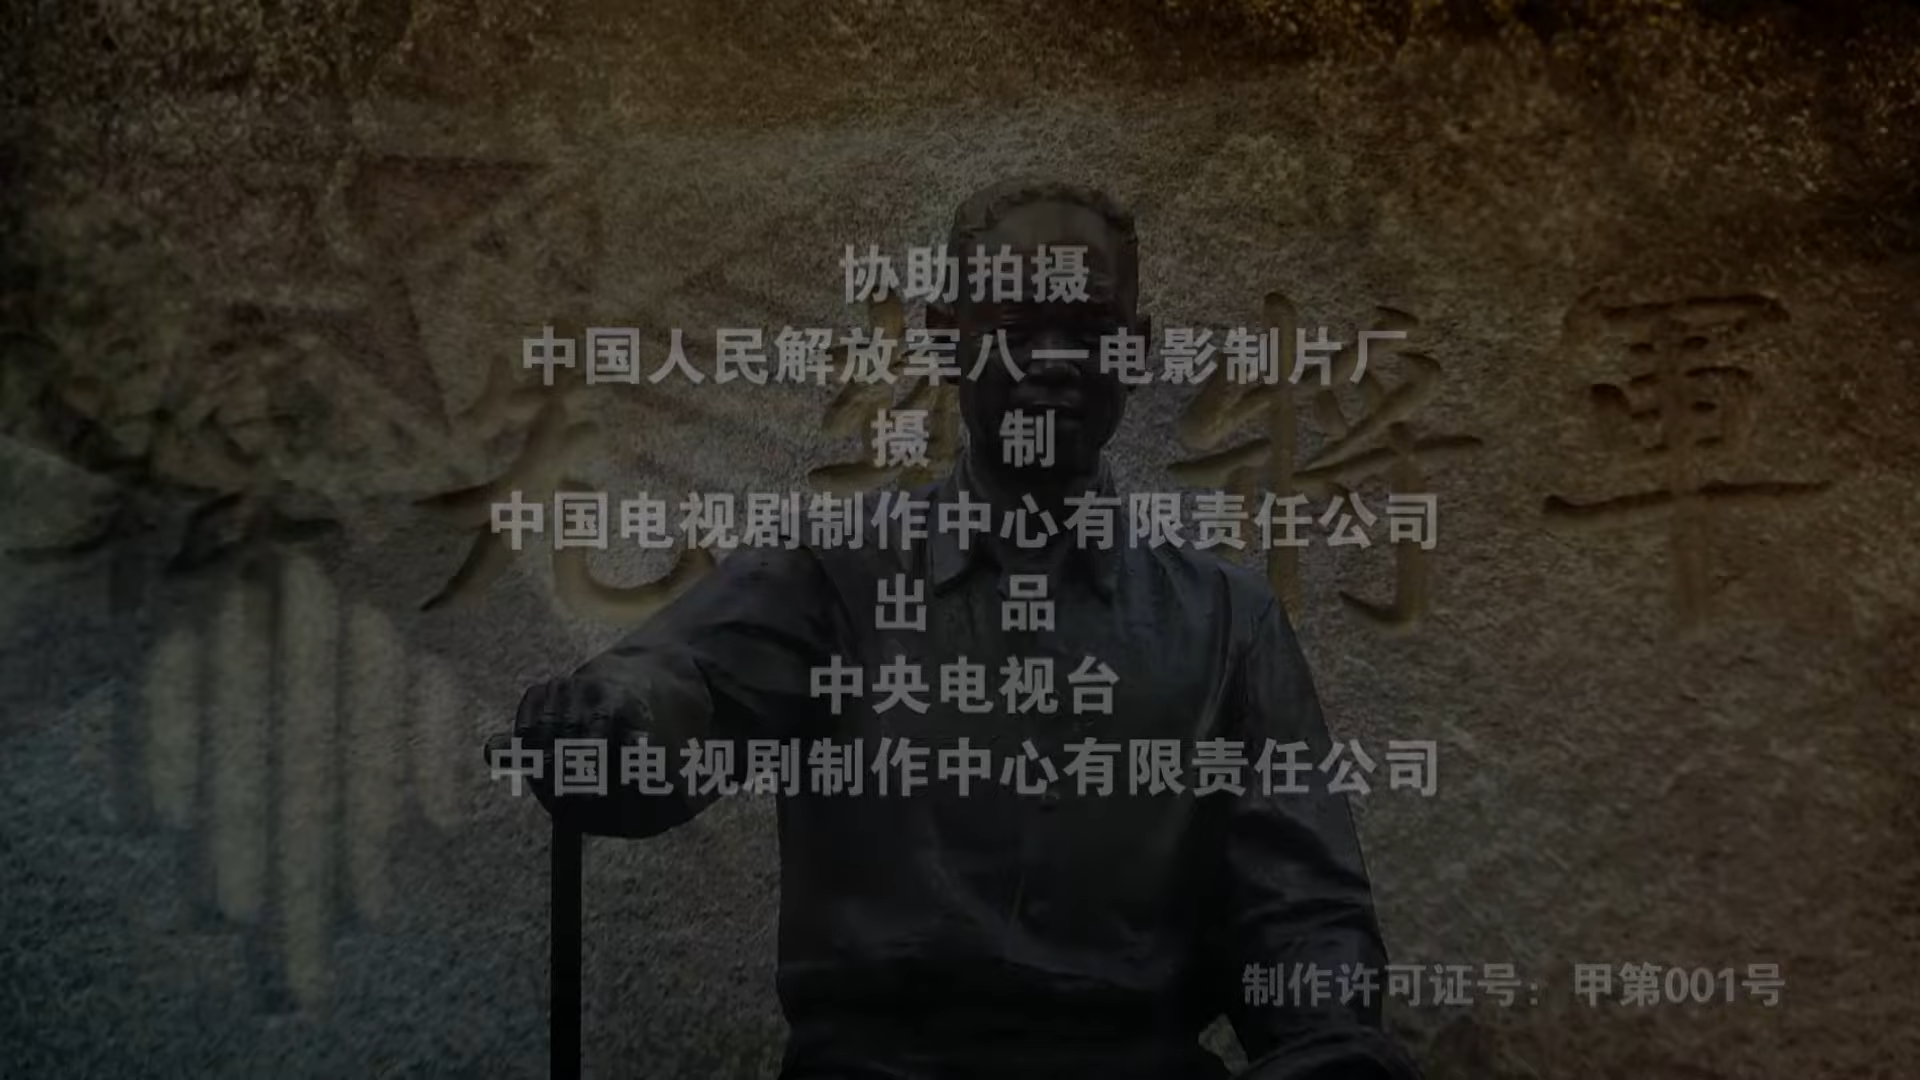 协助拍摄
中国人民解放军八一电影制片厂
摄 制
中国电视剧制作中心有限责任公司
出 品
中央电视台
中国电视剧制作中心有限责任公司
制作许可证号：甲第001号
将軍